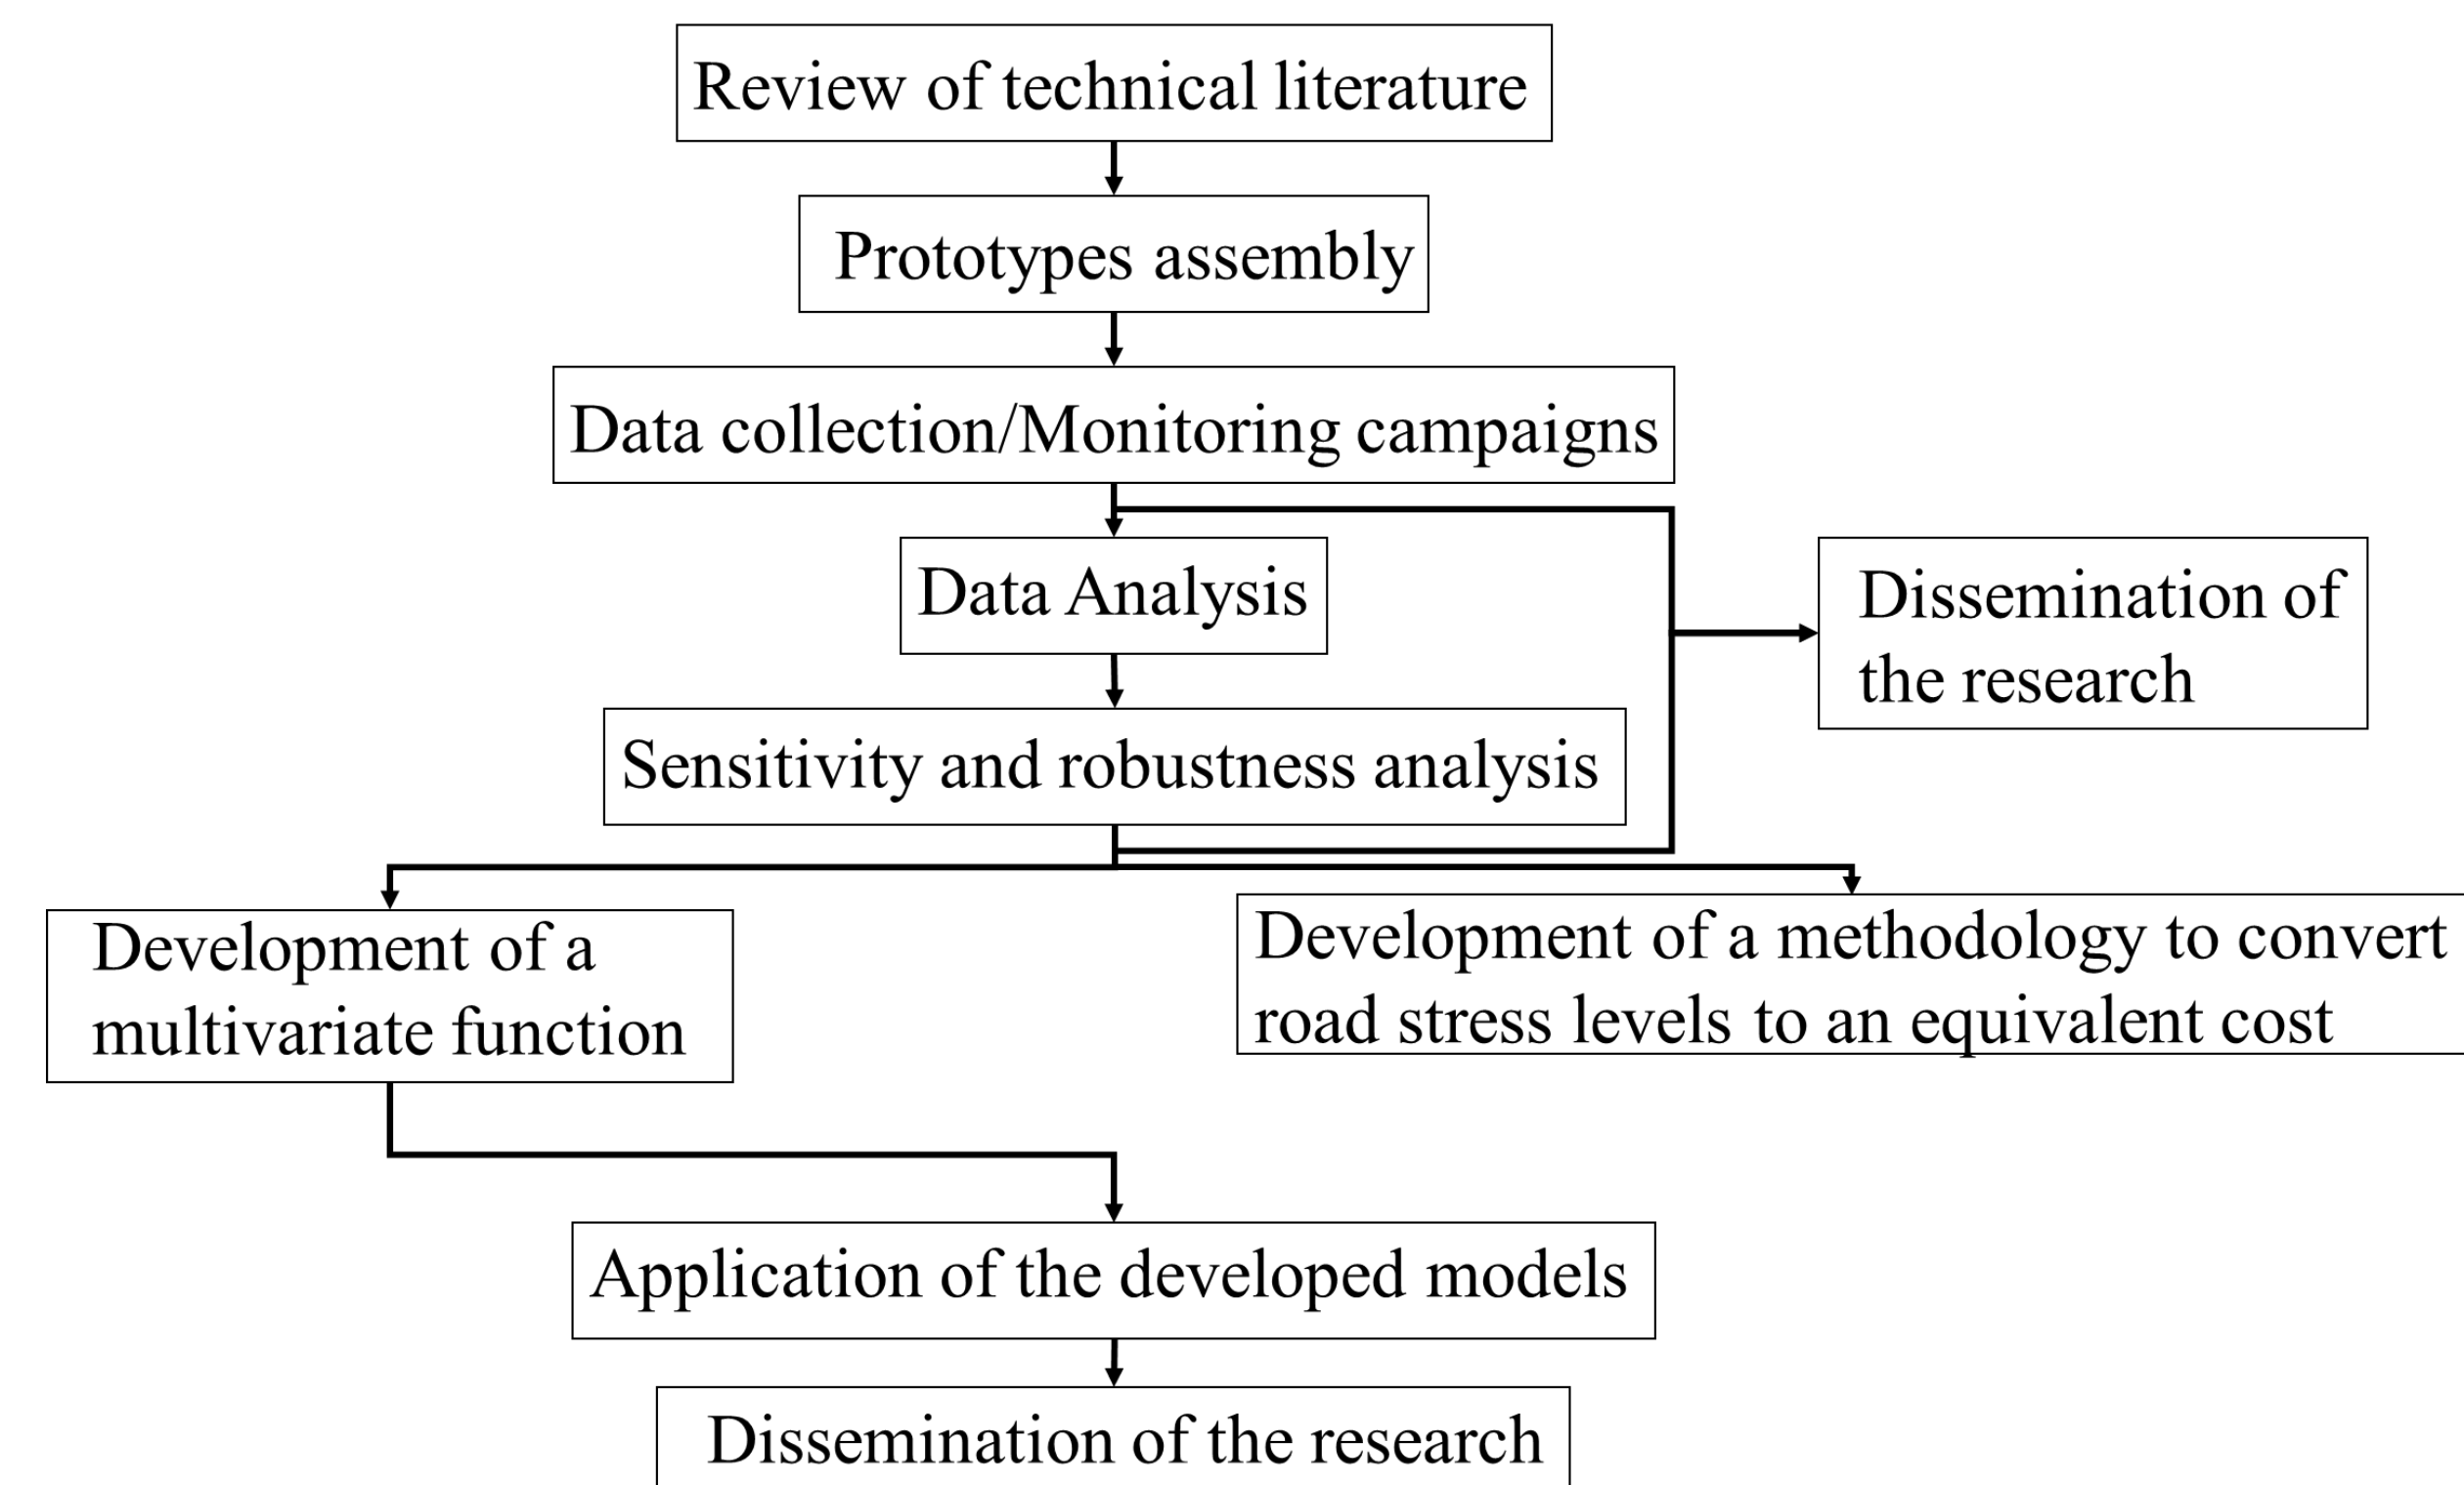 Review of technical literature
Prototypes assembly
Data collection/Monitoring campaigns
Data Analysis
Dissemination of
the research
Sensitivity and robustness analysis
Development of a
multivariate function
Development of a methodology to convert
road stress levels to an equivalent cost
Application of the developed models
Dissemination of the research